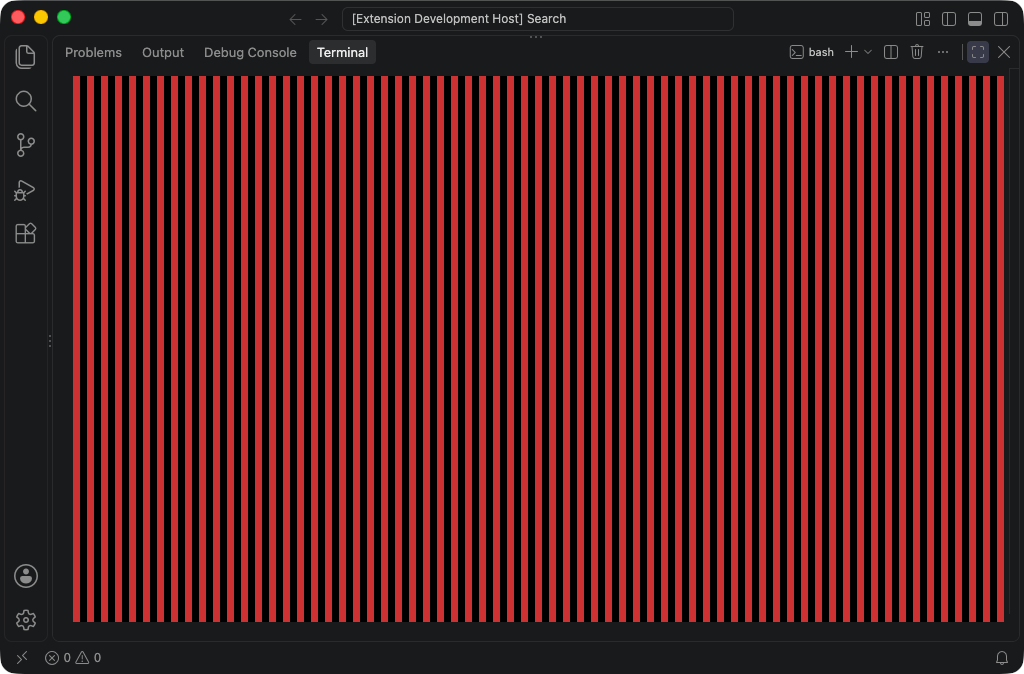 [Extension Development Host] Search
Problems Output Debug Console Terminal bash
0 0